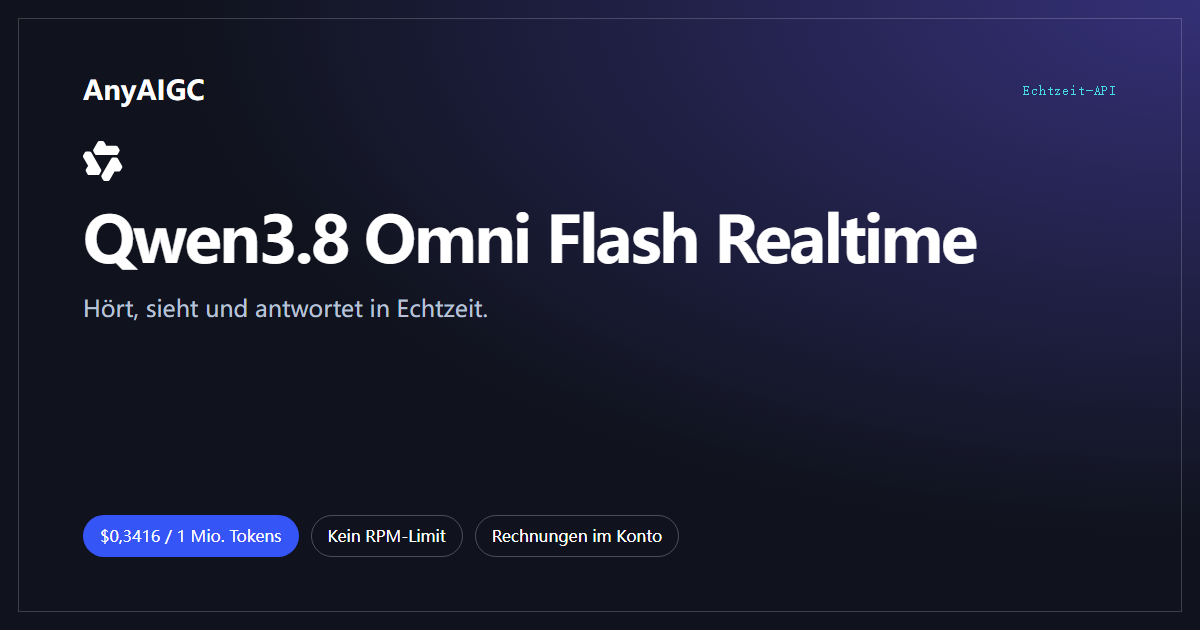 AnyAIGC
Echtzeit-API
Qwen3.8 Omni Flash Realtime
Hört, sieht und antwortet in Echtzeit.
$0,3416 / 1 Mio. Tokens
Kein RPM-Limit
Rechnungen im Konto